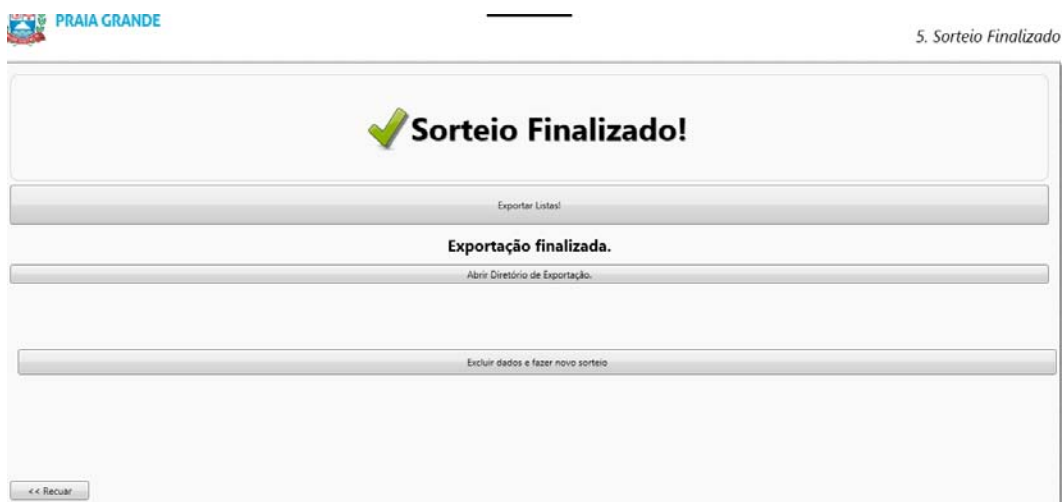 PRAIA GRANDE
5. Sorteio Finalizado
Sorteio Finalizado!
Exportar Listas!
Exportação finalizada.
Abrir Diretório de Exportação.
Excluir dados e fazer novo sorteio
<< Recuar